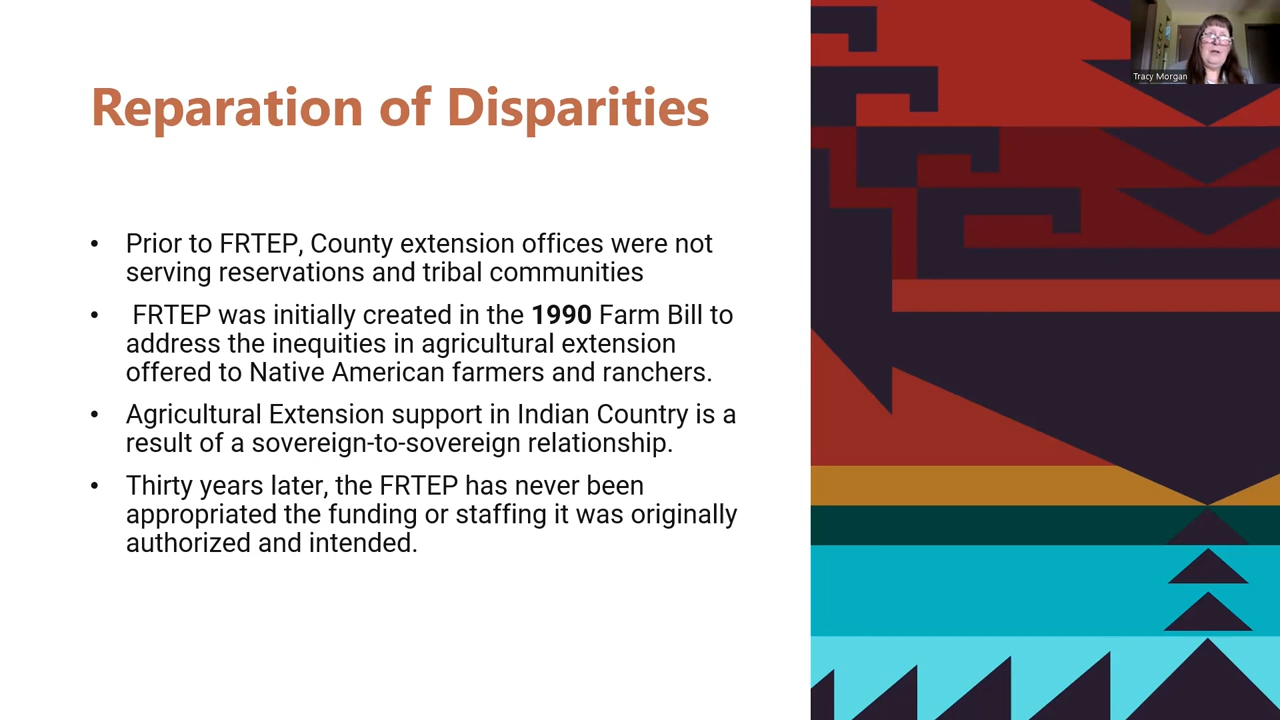 Tracy Morgan
Reparation of Disparities
• Prior to FRTEP, County extension offices were not
serving reservations and tribal communities
• FRTEP was initially created in the 1990 Farm Bill to
address the inequities in agricultural extension
offered to Native American farmers and ranchers.
• Agricultural Extension support in Indian Country is a
result of a sovereign-to-sovereign relationship.
• Thirty years later, the FRTEP has never been
appropriated the funding or staffing it was originally
authorized and intended.